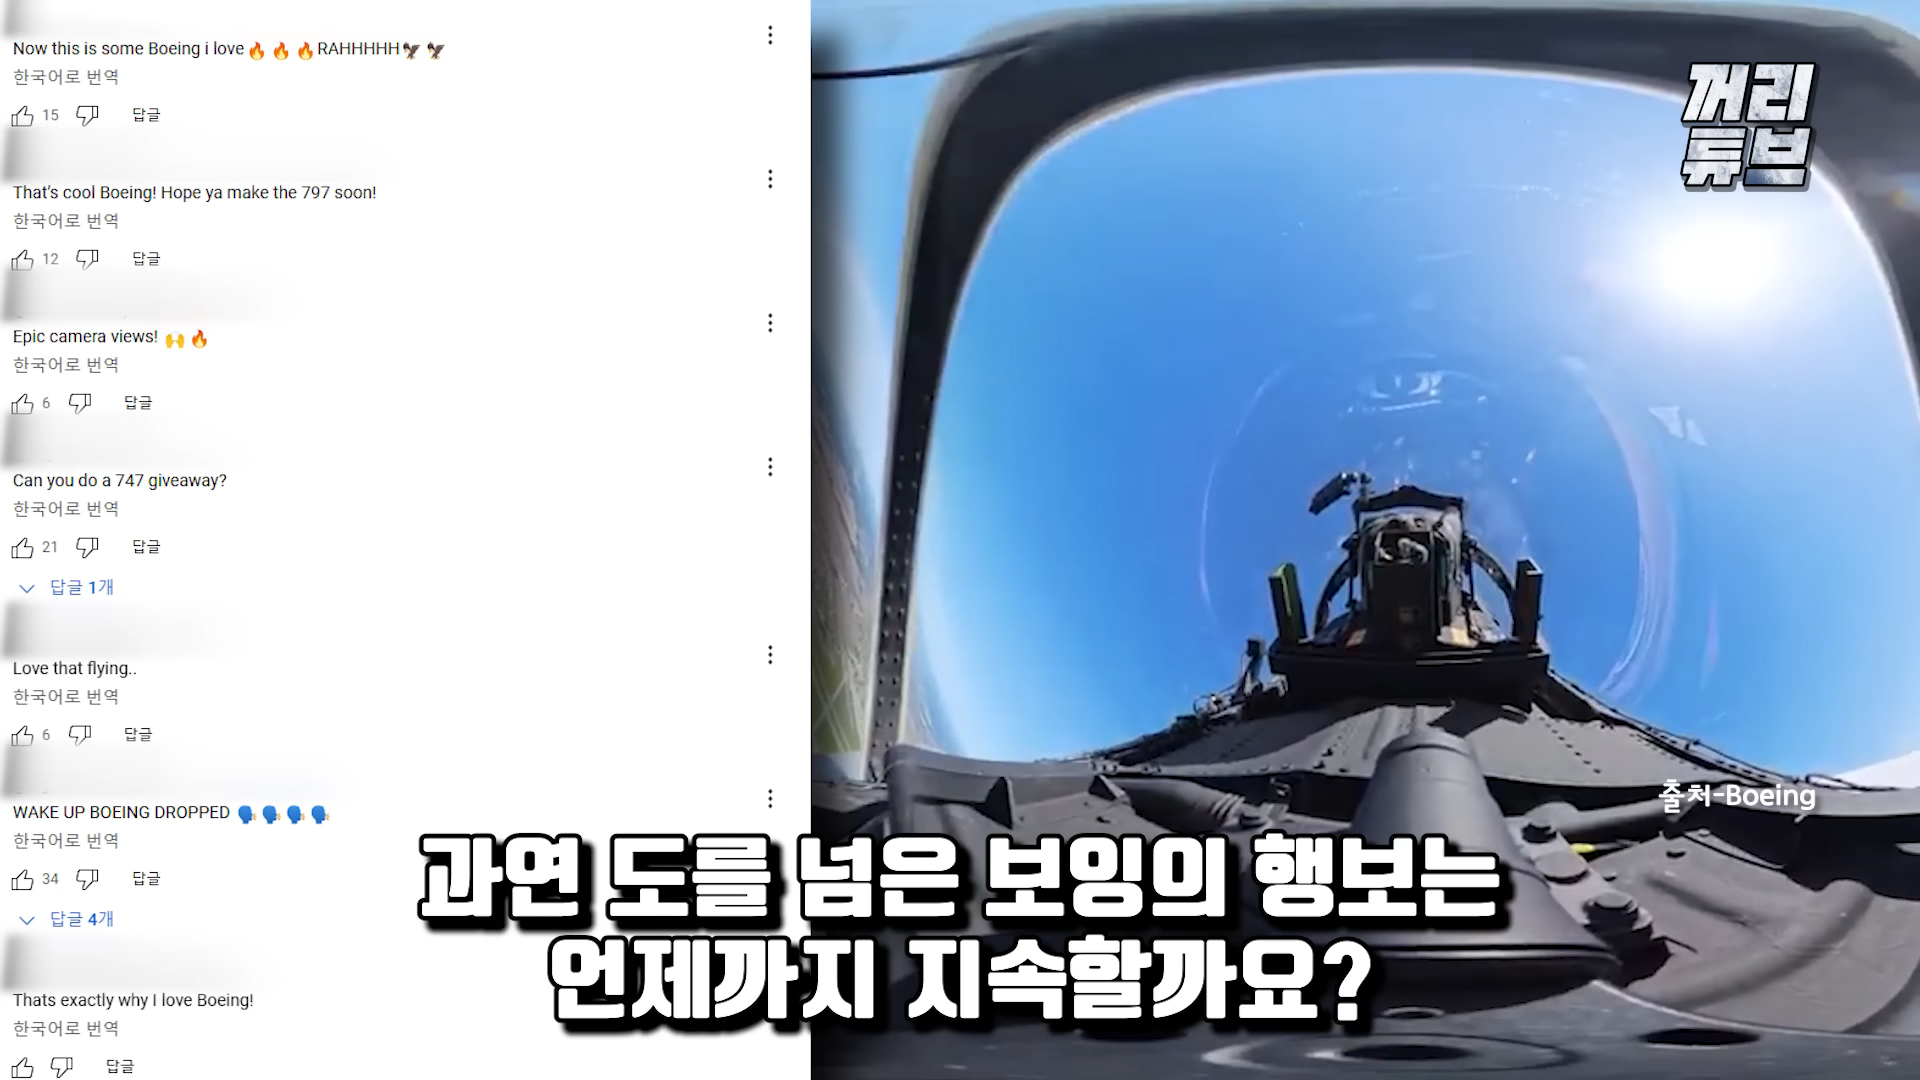 Now this is some Boeing i love🔥🔥🔥RAHHHHH🦅🦅
한국어로 번역
15 답글
That's cool Boeing! Hope ya make the 797 soon!
한국어로 번역
12 답글
Epic camera views! 🙌🔥
한국어로 번역
6 답글
Can you do a 747 giveaway?
한국어로 번역
21 답글
답글 1개
Love that flying..
한국어로 번역
6 답글
WAKE UP BOEING DROPPED 🗣🗣🗣🗣
한국어로 번역
34 답글
답글 4개
Thats exactly why I love Boeing!
한국어로 번역
답글
꺼리
튜브
출처-Boeing
과연 도를 넘은 보잉의 행보는
언제까지 지속할까요?